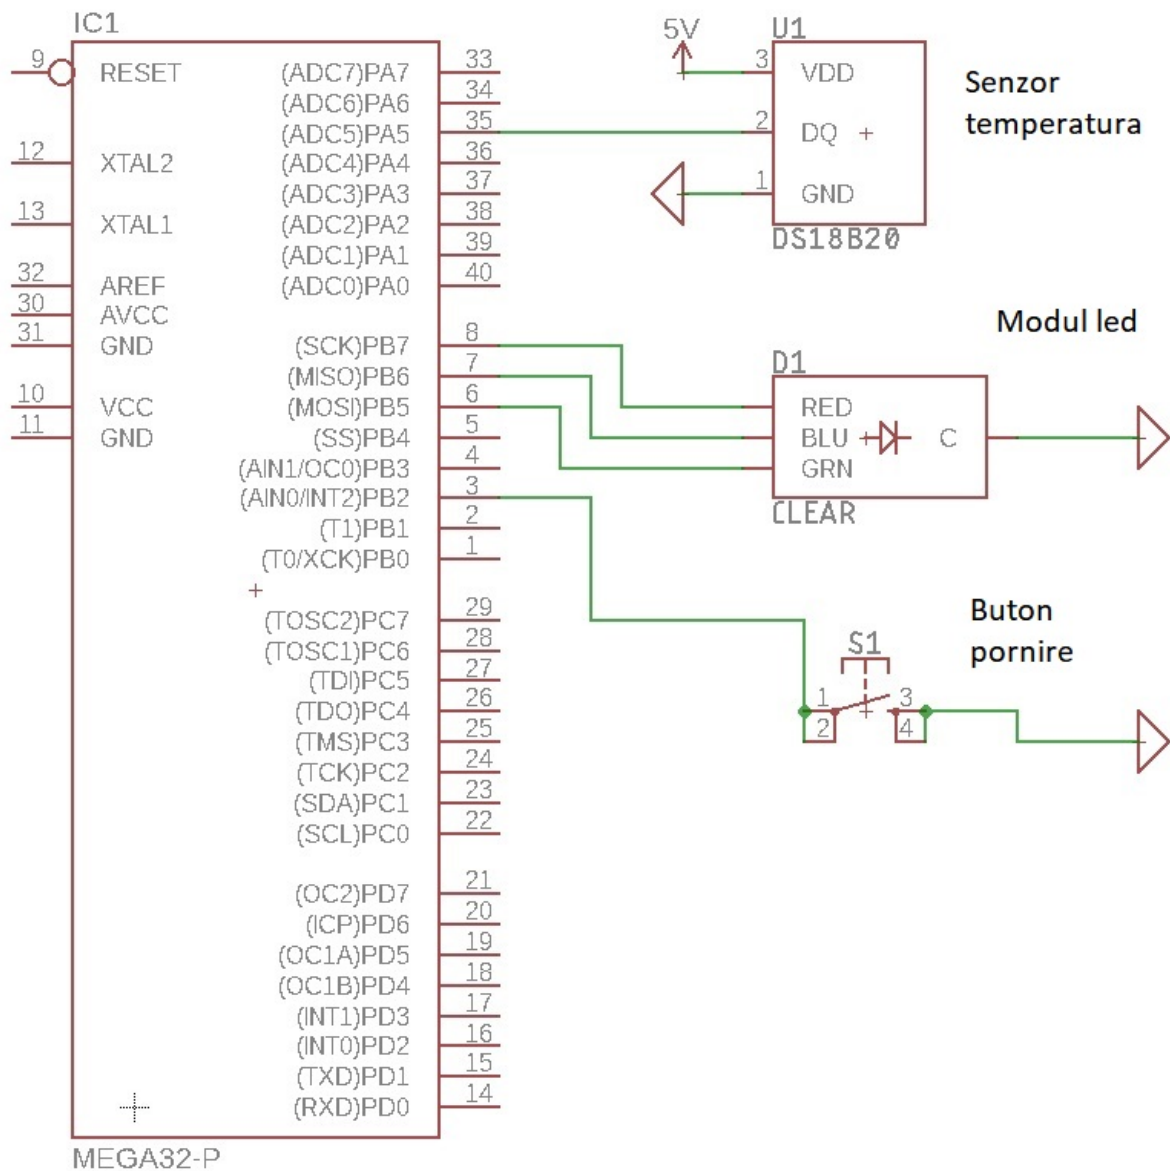 IC1
9 RESET (ADC7)PA7 33
(ADC6)PA6 34
(ADC5)PA5 35
12 XTAL2 (ADC4)PA4 36
(ADC3)PA3 37
13 XTAL1 (ADC2)PA2 38
(ADC1)PA1 39
32 AREF (ADC0)PA0 40
30 AVCC
31 GND (SCK)PB7 8
(MISO)PB6 7
10 VCC (MOSI)PB5 6
11 GND (SS)PB4 5
(AIN1/OC0)PB3 4
(AIN0/INT2)PB2 3
(T1)PB1 2
(T0/XCK)PB0 1
(TOSC2)PC7 29
(TOSC1)PC6 28
(TDI)PC5 27
(TDO)PC4 26
(TMS)PC3 25
(TCK)PC2 24
(SDA)PC1 23
(SCL)PC0 22
(OC2)PD7 21
(ICP)PD6 20
(OC1A)PD5 19
(OC1B)PD4 18
(INT1)PD3 17
(INT0)PD2 16
(TXD)PD1 15
(RXD)PD0 14
MEGA32-P
5V
U1
3 VDD
2 DQ
1 GND
DS18B20
Senzor
temperatura
Modul led
D1
RED
BLU C
GRN
CLEAR
Buton
pornire
S1
1 3
2 4